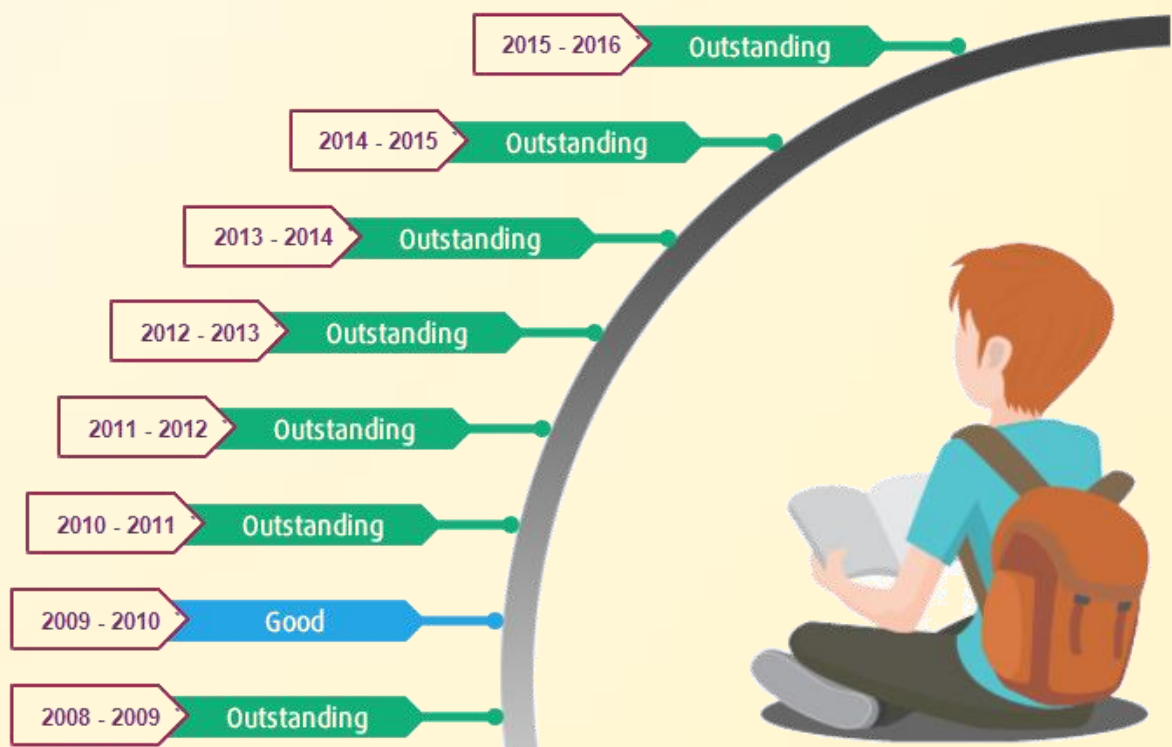 2015 - 2016 Outstanding
2014 - 2015 Outstanding
2013 - 2014 Outstanding
2012 - 2013 Outstanding
2011 - 2012 Outstanding
2010 - 2011 Outstanding
2009 - 2010 Good
2008 - 2009 Outstanding